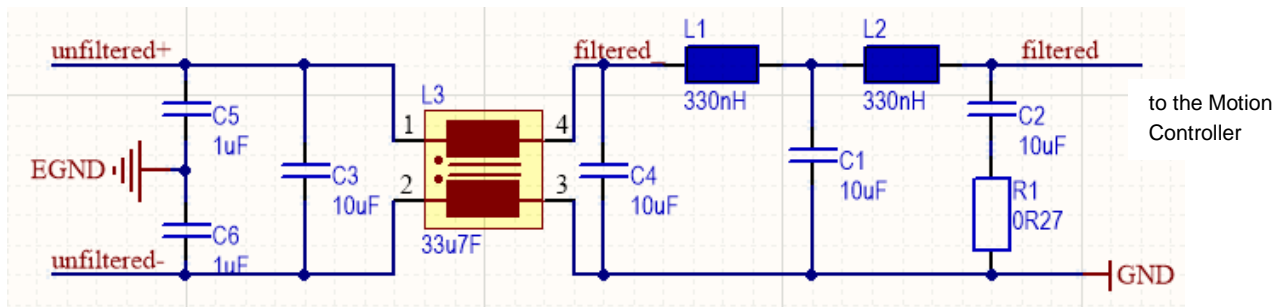 unfiltered+
filtered_
L1
L2
filtered
330nH
330nH
to the Motion
Controller
L3
C5
1uF
1
4
C2
10uF
EGND
C3
10uF
C4
10uF
C1
10uF
2
3
R1
0R27
C6
1uF
33u7F
unfiltered-
GND